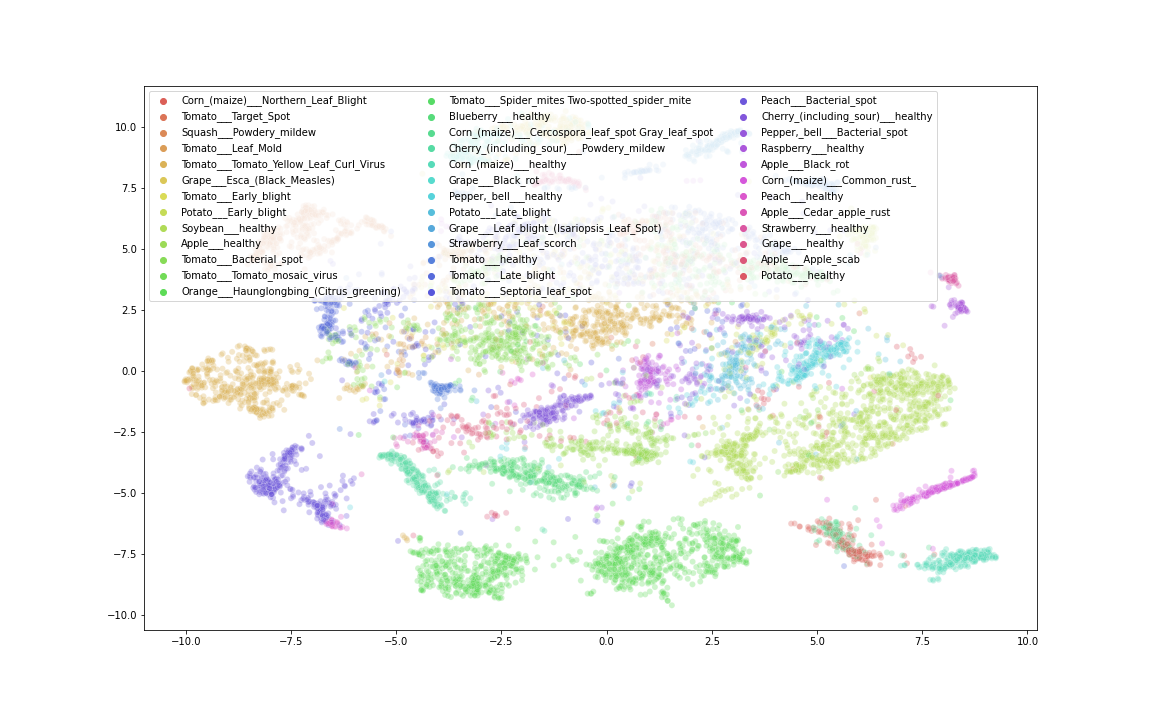 Corn_(maize)___Northern_Leaf_Blight
Tomato___Target_Spot
Squash___Powdery_mildew
Tomato___Leaf_Mold
Tomato___Tomato_Yellow_Leaf_Curl_Virus
Grape___Esca_(Black_Measles)
Tomato___Early_blight
Potato___Early_blight
Soybean___healthy
Apple___healthy
Tomato___Bacterial_spot
Tomato___Tomato_mosaic_virus
Orange___Haunglongbing_(Citrus_greening)
Tomato___Spider_mites Two-spotted_spider_mite
Blueberry___healthy
Corn_(maize)___Cercospora_leaf_spot Gray_leaf_spot
Cherry_(including_sour)___Powdery_mildew
Corn_(maize)___healthy
Grape___Black_rot
Pepper,_bell___healthy
Potato___Late_blight
Grape___Leaf_blight_(Isariopsis_Leaf_Spot)
Strawberry___Leaf_scorch
Tomato___healthy
Tomato___Late_blight
Tomato___Septoria_leaf_spot
Peach___Bacterial_spot
Cherry_(including_sour)___healthy
Pepper,_bell___Bacterial_spot
Raspberry___healthy
Apple___Black_rot
Corn_(maize)___Common_rust_
Peach___healthy
Apple___Cedar_apple_rust
Strawberry___healthy
Grape___healthy
Apple___Apple_scab
Potato___healthy
10.0
7.5
5.0
2.5
0.0
−2.5
−5.0
−7.5
−10.0
−10.0 −7.5 −5.0 −2.5 0.0 2.5 5.0 7.5 10.0